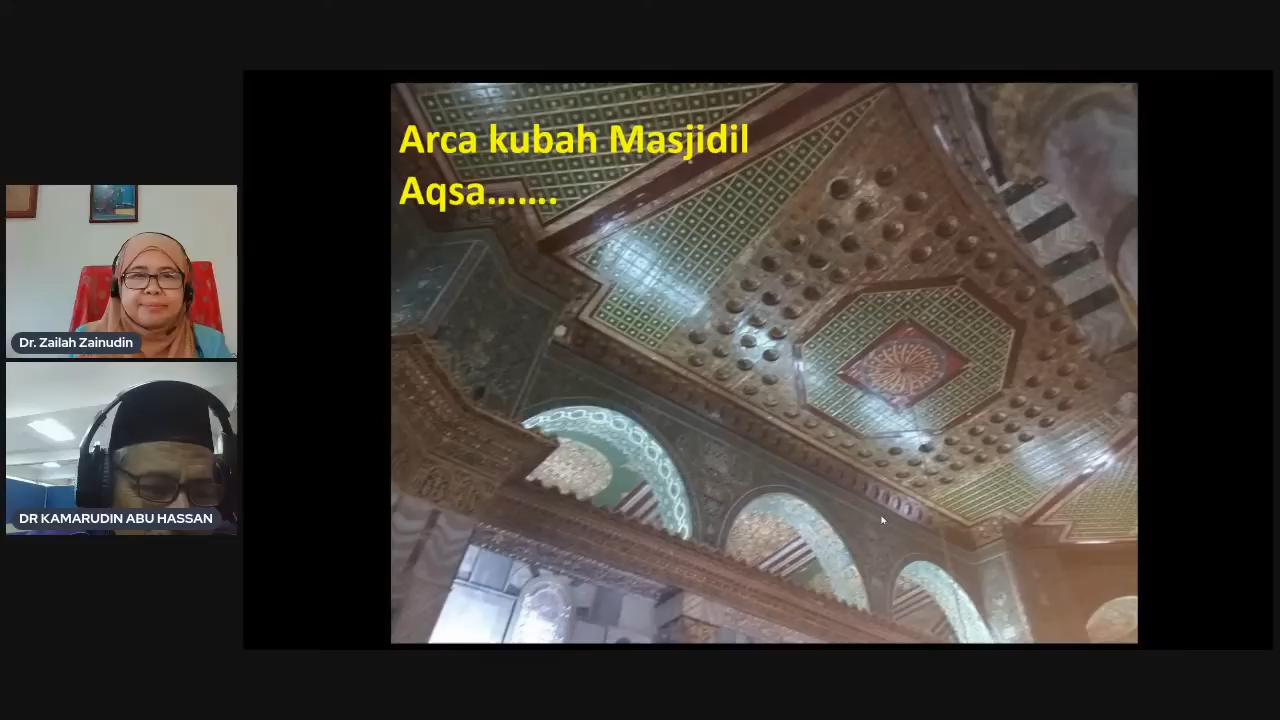 Arca kubah Masjidil
Aqsa.......
Dr. Zailah Zainudin
DR KAMARUDIN ABU HASSAN